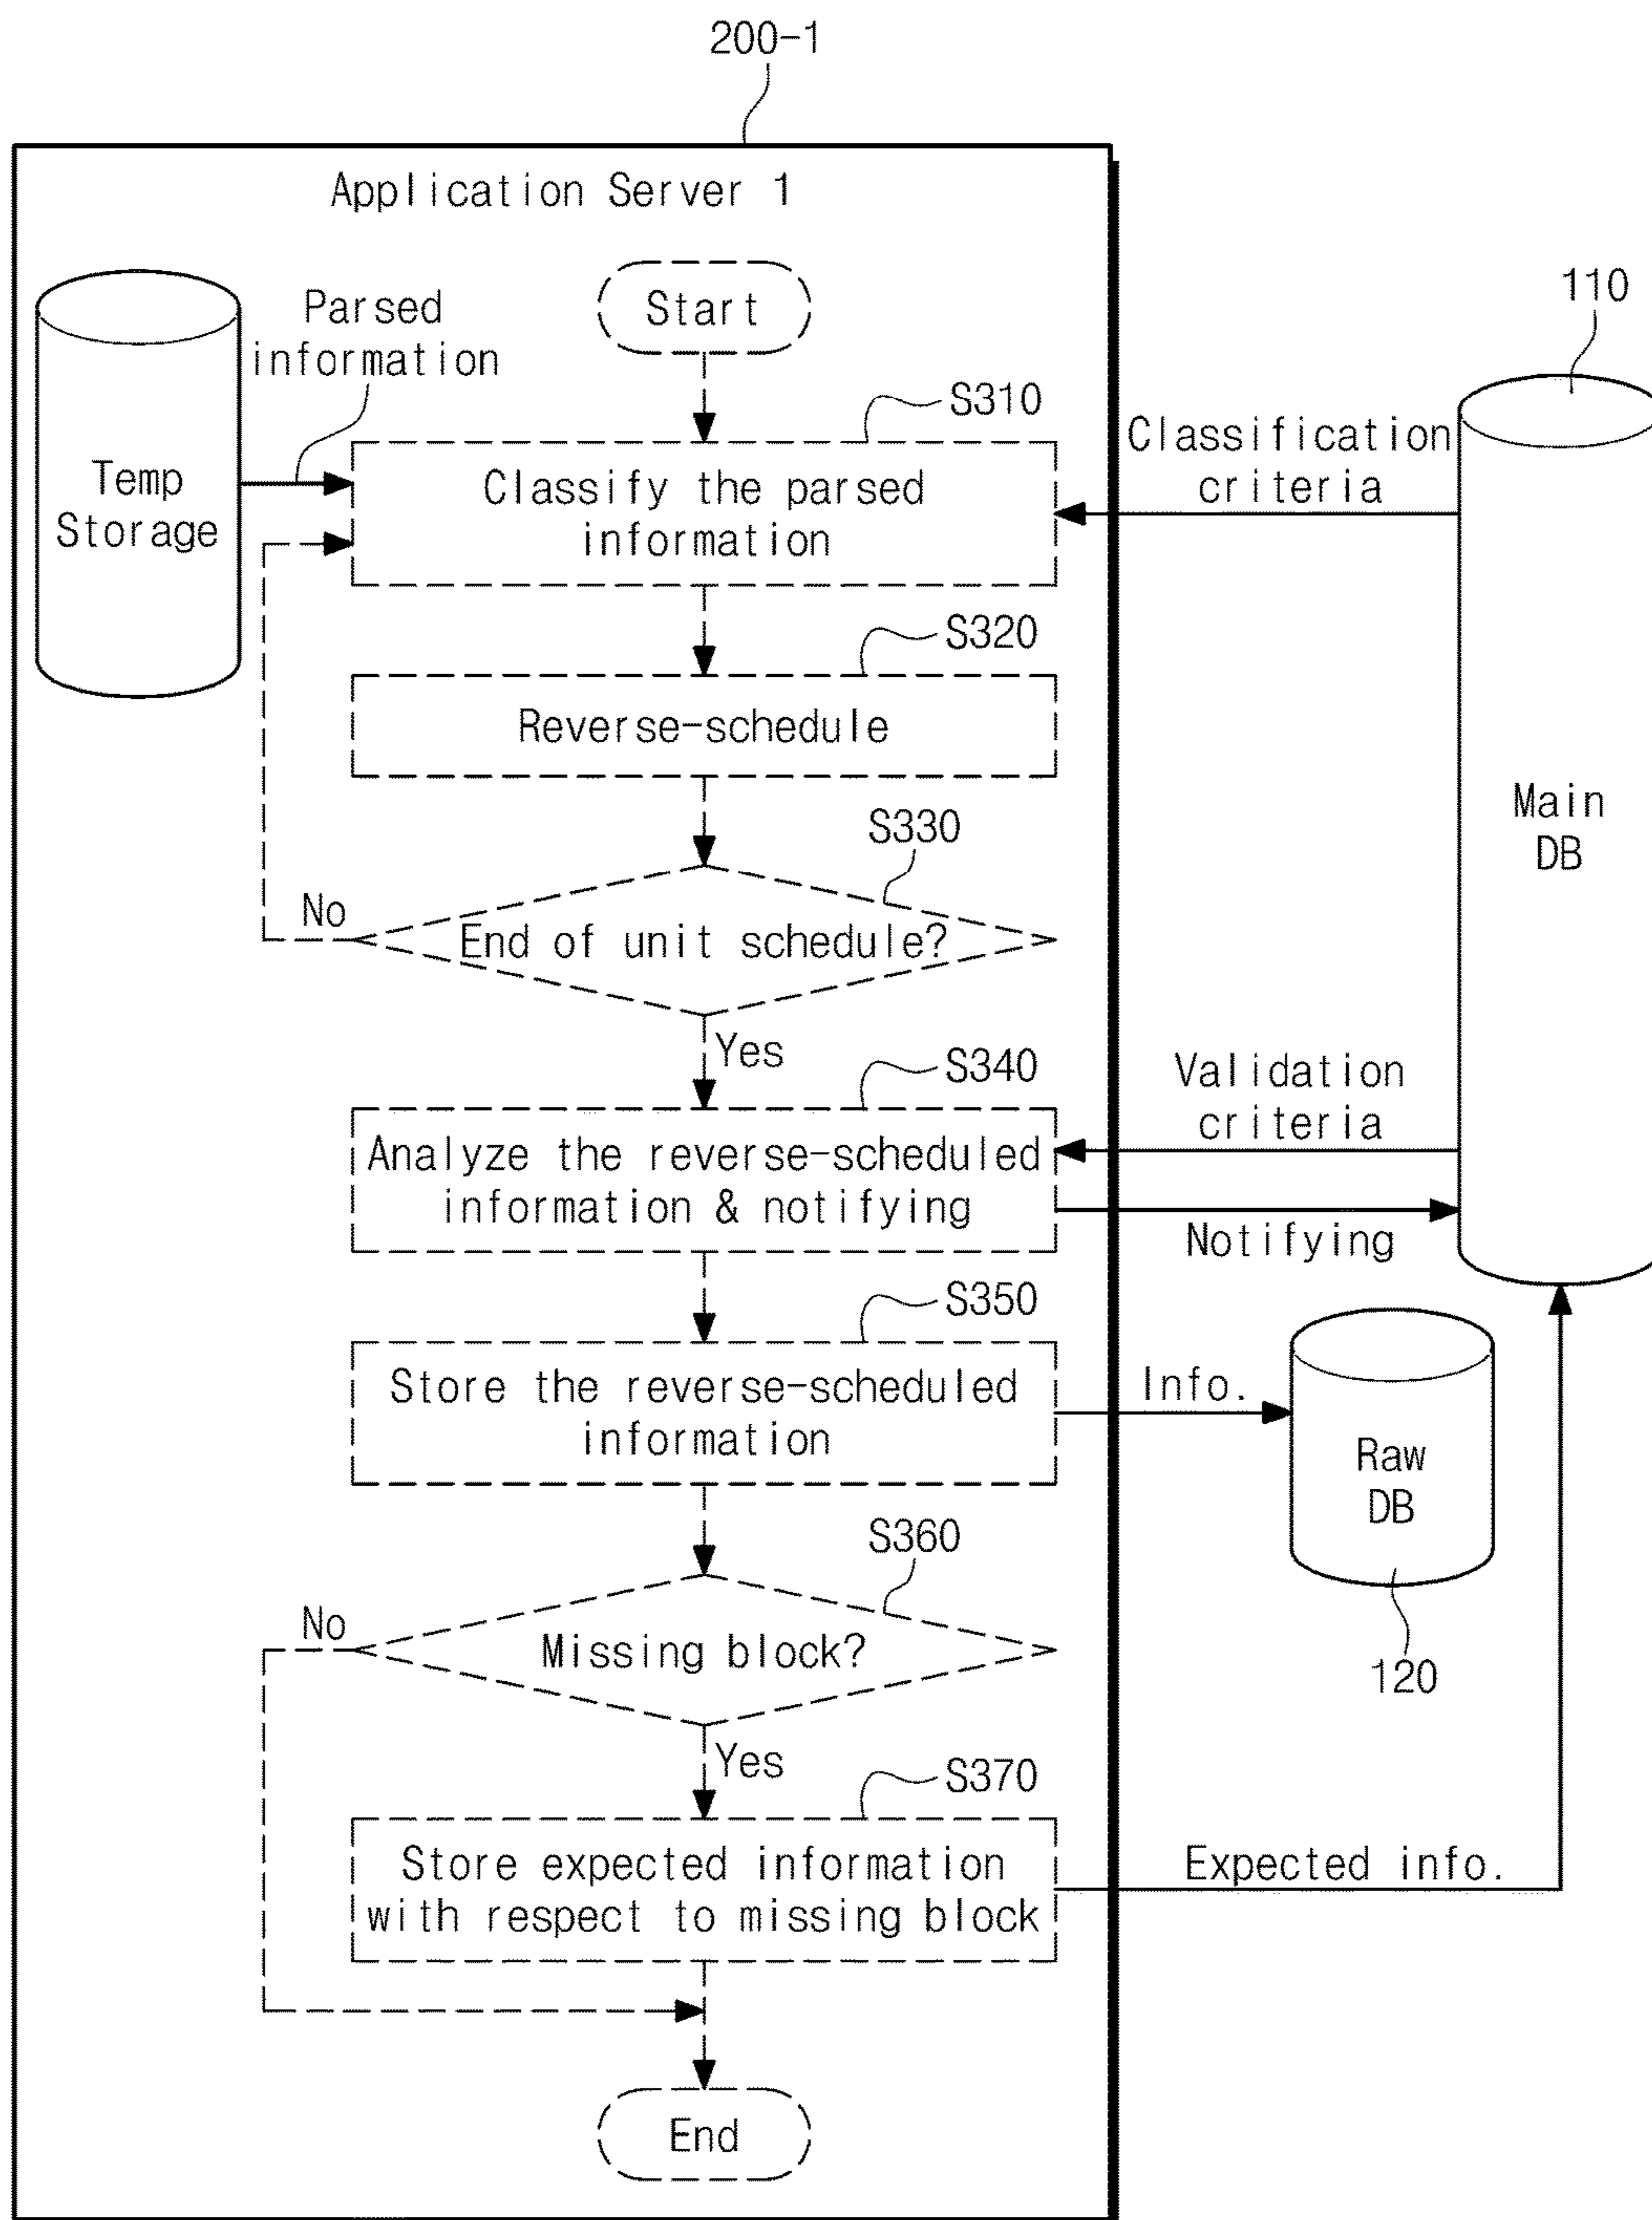 200-1
Application Server 1
Temp
Storage
Parsed
information
Start
S310
Classify the parsed
information
Classification
criteria
110
S320
Reverse-schedule
Main
DB
S330
No
End of unit schedule?
Yes
S340
Analyze the reverse-scheduled
information & notifying
Validation
criteria
Notifying
S350
Store the reverse-scheduled
information
Info.
Raw
DB
120
S360
No
Missing block?
Yes
S370
Store expected information
with respect to missing block
Expected info.
End